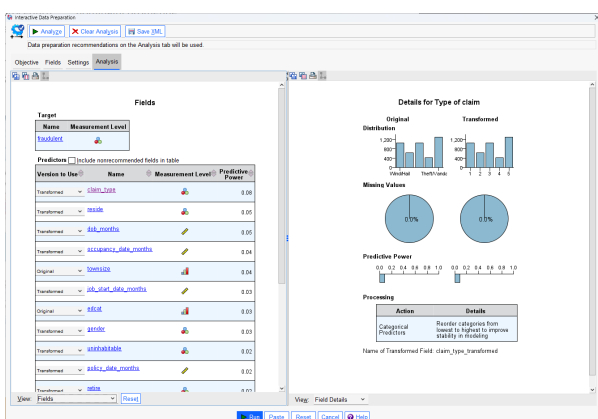 Interactive Data Preparation
Analyze Clear Analysis Save XML
Data preparation recommendations on the Analysis tab will be used.
Objective Fields Settings Analysis
Fields
Target
Name Measurement Level
fraudulent
Predictors Include nonrecommended fields in table
Version to Use Name Measurement Level Predictive Power
Transformed claim_type 0.08
Transformed reside 0.05
Transformed dob_months 0.05
Transformed occupancy_date_months 0.04
Original townsize 0.04
Transformed job_start_date_months 0.03
Original edcat 0.03
Transformed gender 0.03
Transformed uninhabitable 0.02
Transformed policy_date_months 0.02
Transformed retire 0.02
View: Fields Reset
Details for Type of claim
Original Transformed
Distribution
1,200 1,200
800 800
400 400
0 0
Wind/Hail Theft/Vandal 1 2 3 4 5
Missing Values
0.0% 0.0%
Predictive Power
0.0 0.2 0.4 0.6 0.8 1.0 0.0 0.2 0.4 0.6 0.8 1.0
Processing
Action Details
Categorical Predictors
Reorder categories from lowest to highest to improve stability in modeling
Name of Transformed Field: claim_type_transformed
View: Field Details
Run Paste Reset Cancel Help